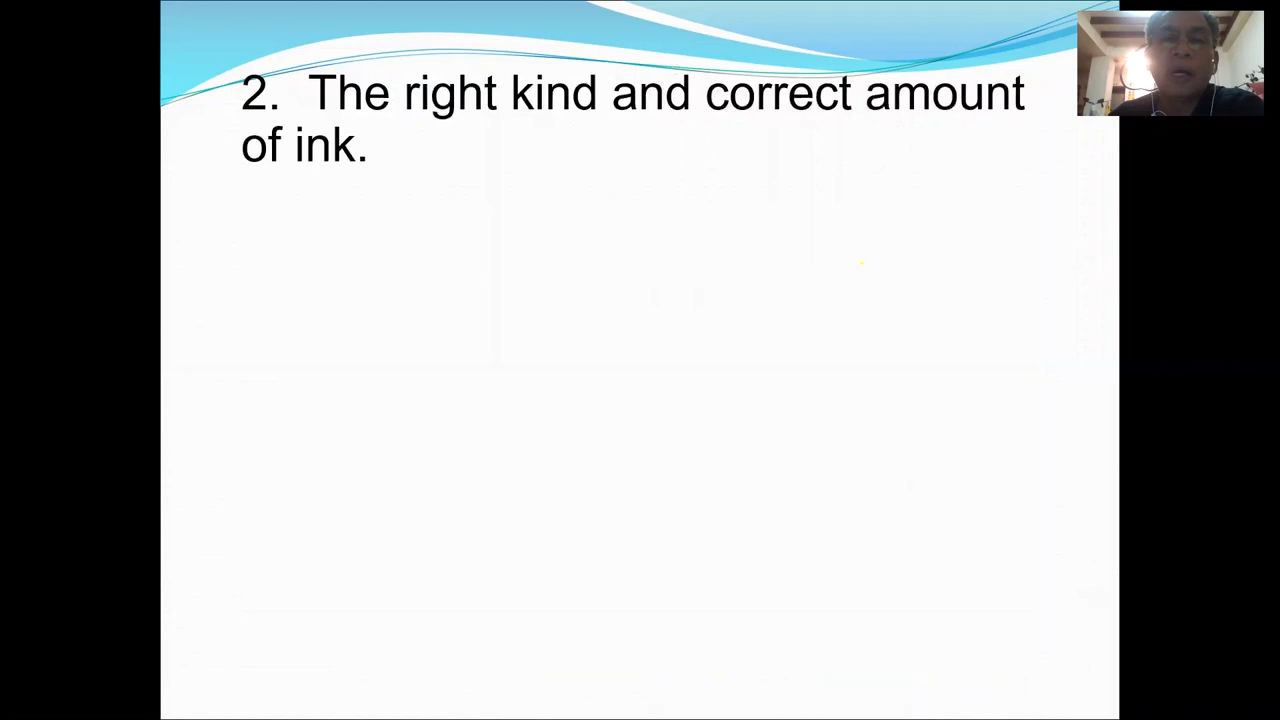 2. The right kind and correct amount
of ink.